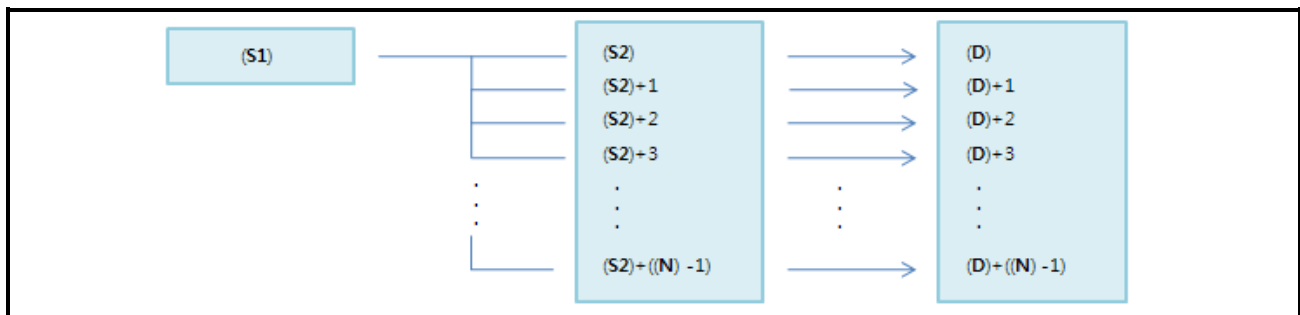 (S1) (S2) (D)
(S2)+1 (D)+1
(S2)+2 (D)+2
(S2)+3 (D)+3
(S2)+((N) -1) (D)+((N) -1)